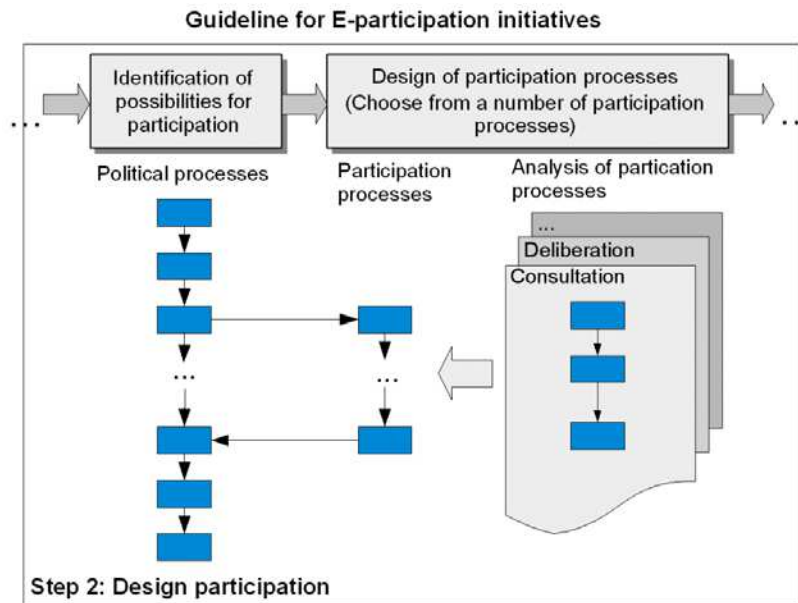 Guideline for E-participation initiatives
Identification of
possibilities for
participation
Design of participation processes
(Choose from a number of participation
processes)
...
...
Political processes
Participation
processes
Analysis of partication
processes
...
Deliberation
Consultation
...
...
Step 2: Design participation